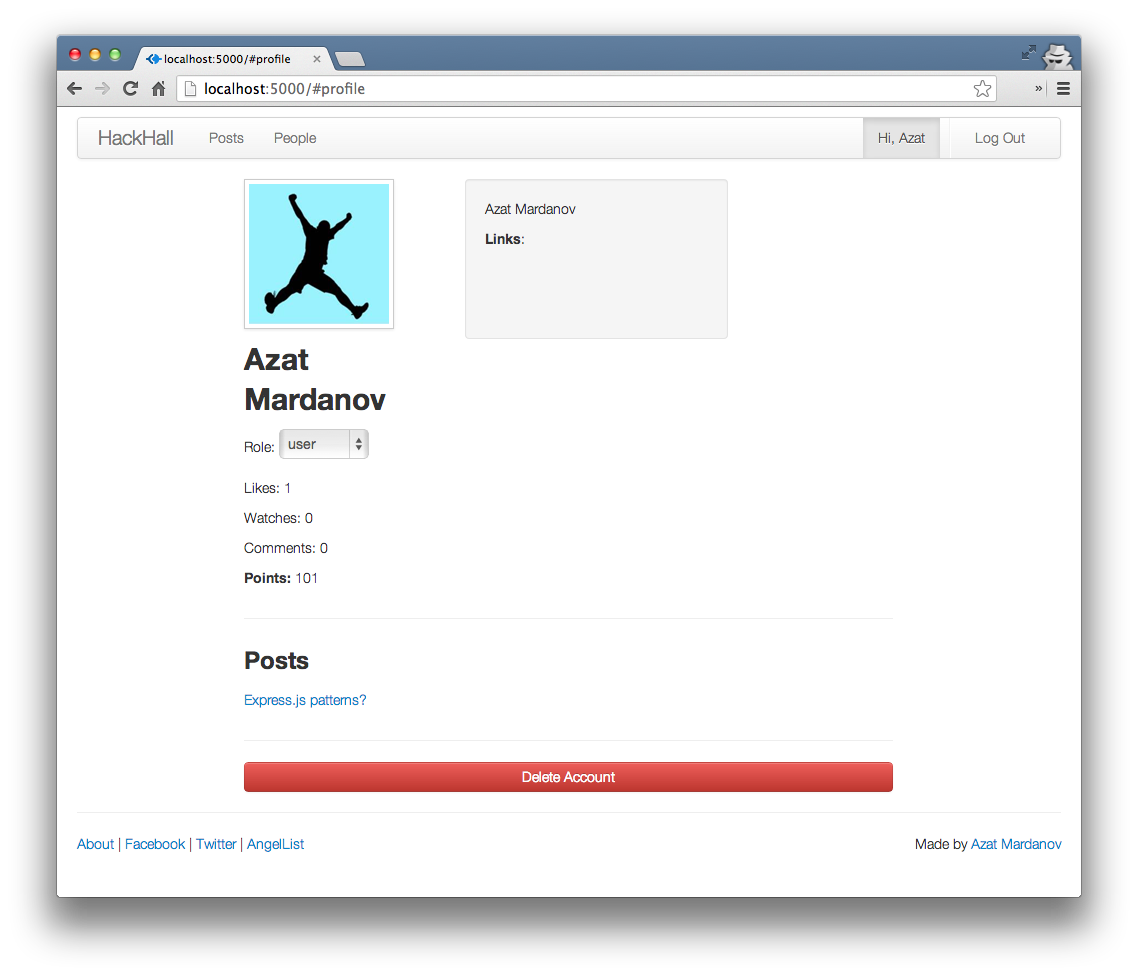 localhost:5000/#profile
localhost:5000/#profile
HackHall Posts People Hi, Azat Log Out
Azat Mardanov
Links:
Azat
Mardanov
Role: user
Likes: 1
Watches: 0
Comments: 0
Points: 101
Posts
Express.js patterns?
Delete Account
About | Facebook | Twitter | AngelList Made by Azat Mardanov